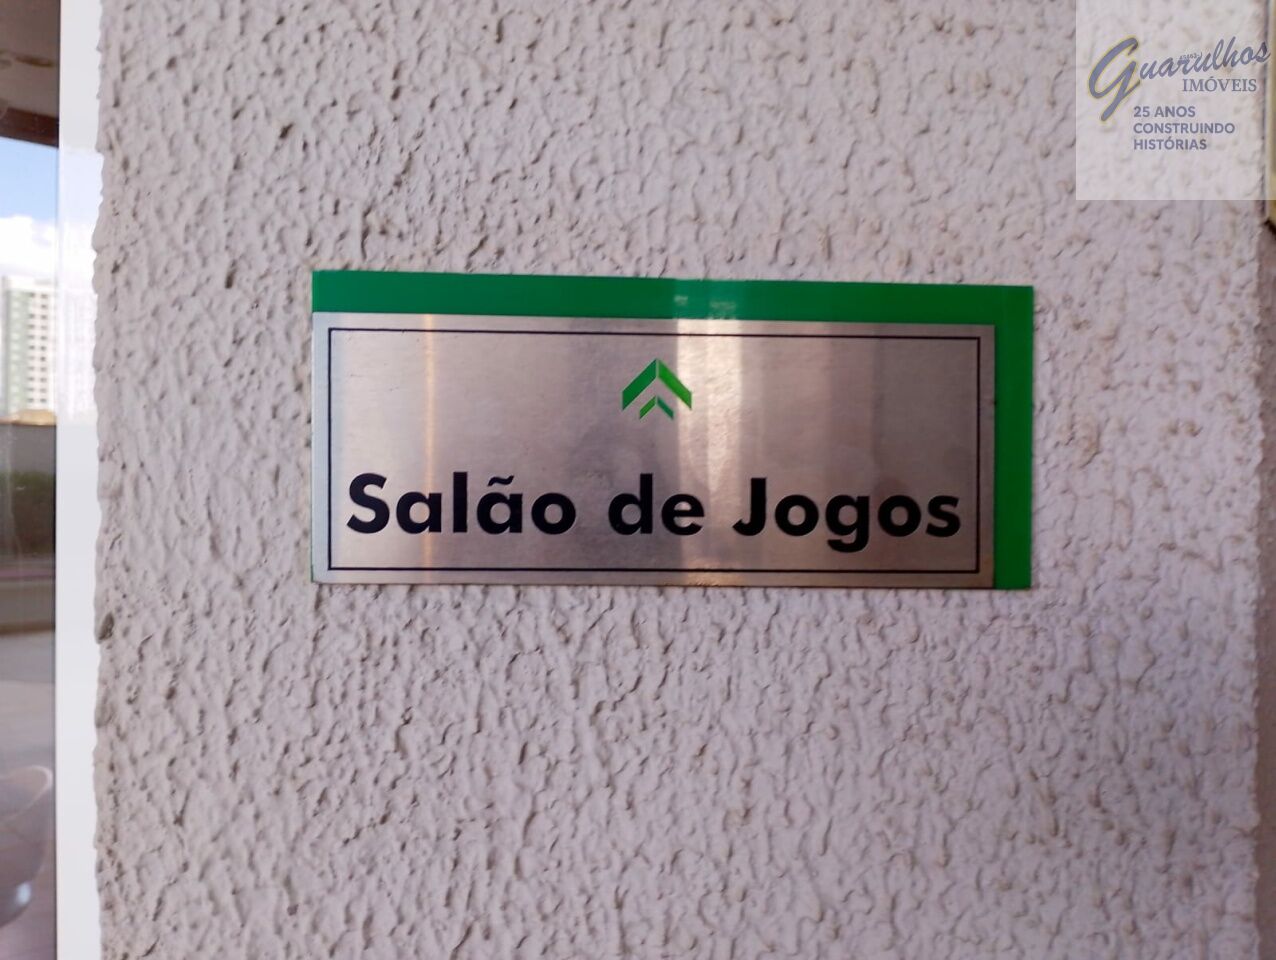 Guarulhos
IMÓVEIS
25 ANOS
CONSTRUINDO
HISTÓRIAS
Salão de Jogos